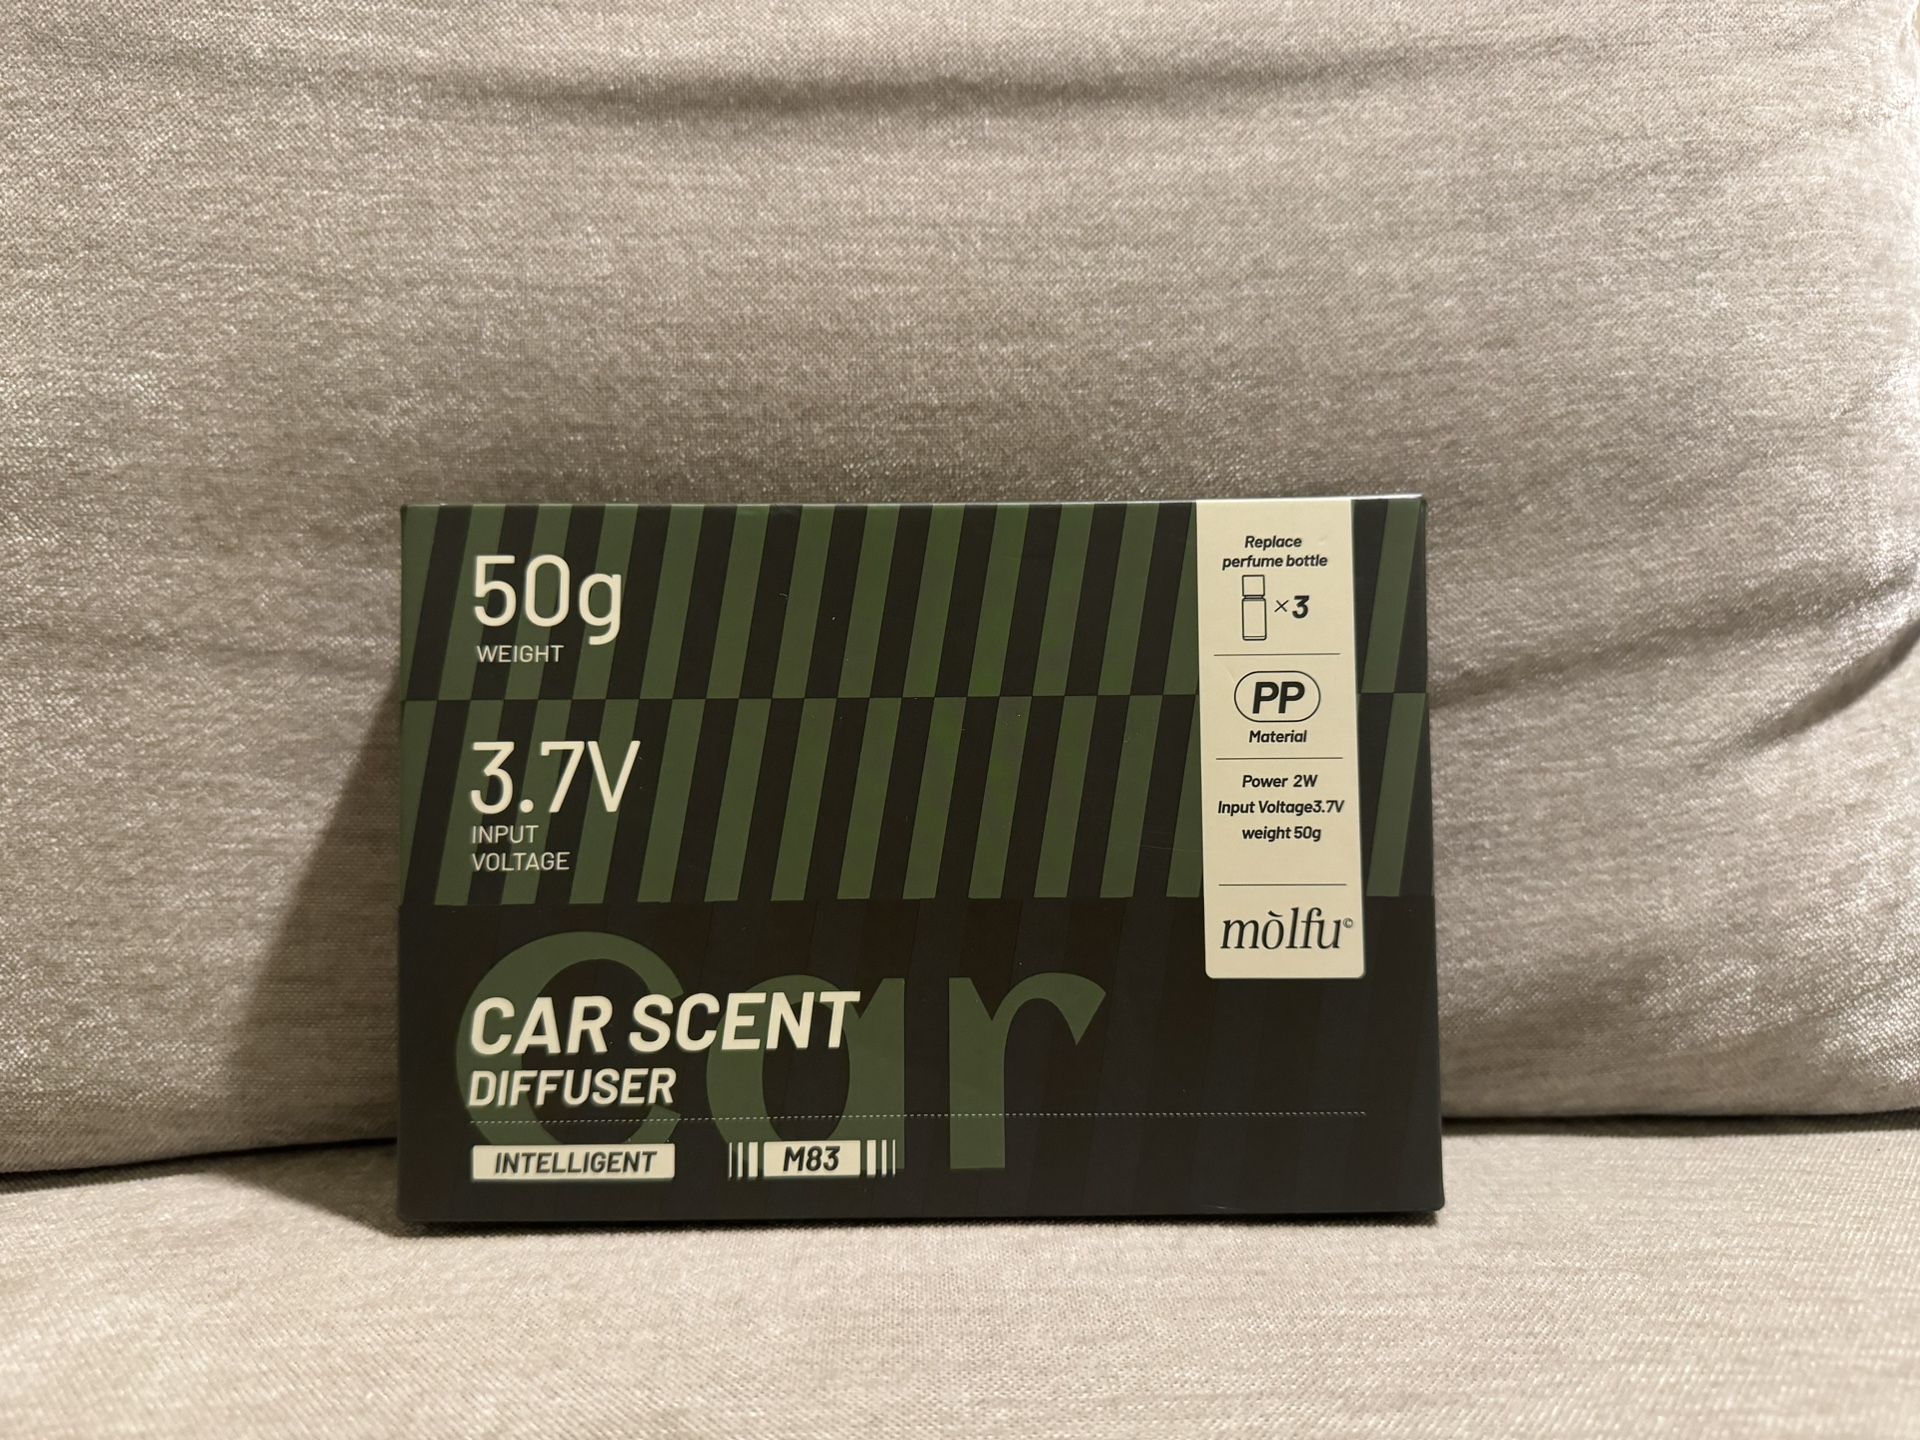 50g
WEIGHT
3.7V
INPUT
VOLTAGE
Car
CAR SCENT
DIFFUSER
INTELLIGENT
M83
Replace
perfume bottle
×3
PP
Material
Power 2W
Input Voltage3.7V
weight 50g
mòlfu©